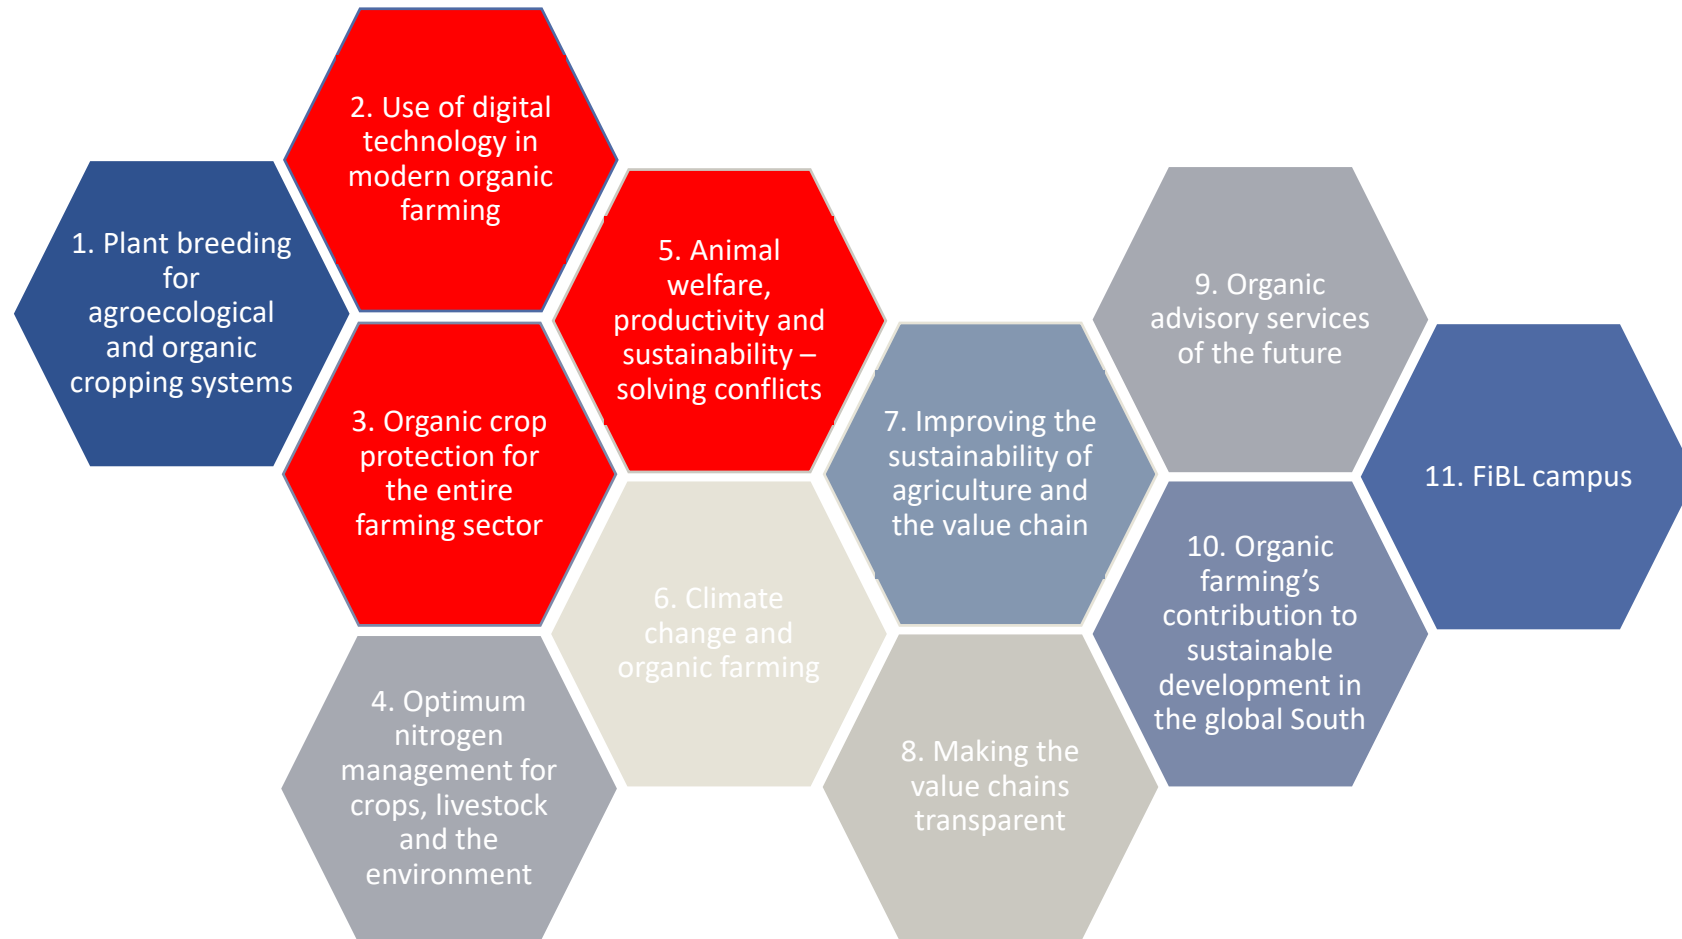 1. Plant breeding
for
agroecological
and organic
cropping systems
2. Use of digital
technology in
modern organic
farming
3. Organic crop
protection for
the entire
farming sector
4. Optimum
nitrogen
management for
crops, livestock
and the
environment
5. Animal
welfare,
productivity and
sustainability –
solving conflicts
6. Climate
change and
organic farming
7. Improving the
sustainability of
agriculture and
the value chain
8. Making the
value chains
transparent
9. Organic
advisory services
of the future
10. Organic
farming’s
contribution to
sustainable
development in
the global South
11. FiBL campus